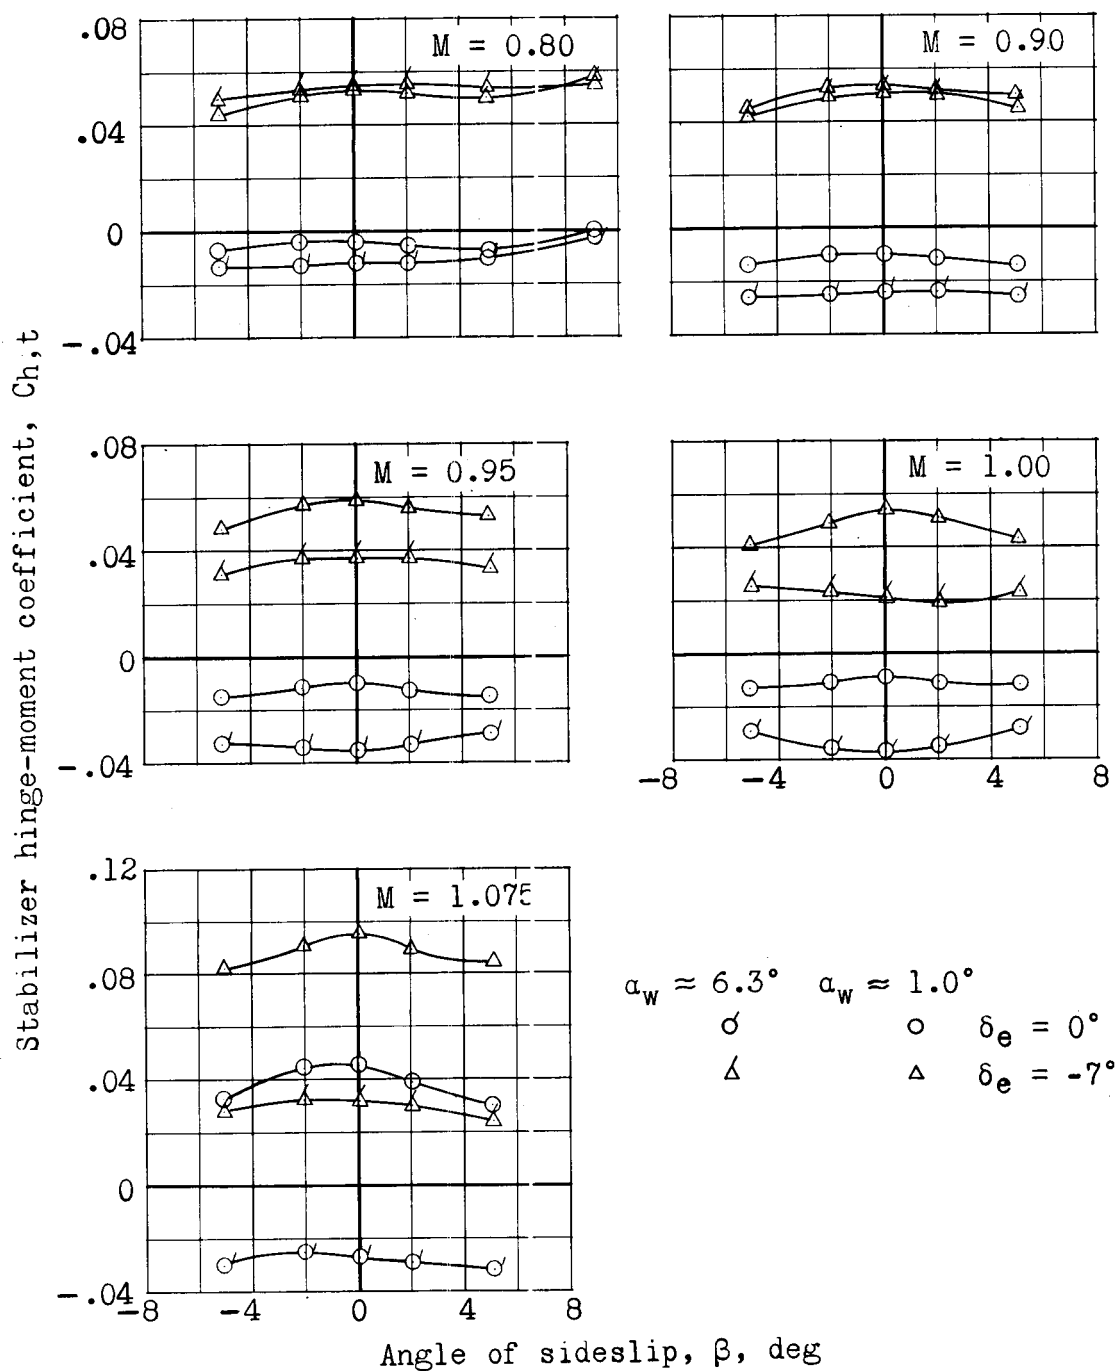 Stabilizer hinge-moment coefficient, Ch,t
.08
.04
0
-.04
M = 0.80
M = 0.90
.08
.04
0
-.04
M = 0.95
M = 1.00
-8 -4 0 4 8
.12
.08
.04
0
-.04
M = 1.075
-8 -4 0 4 8
αw ≈ 6.3° αw ≈ 1.0°
δe = 0°
δe = -7°
Angle of sideslip, β, deg